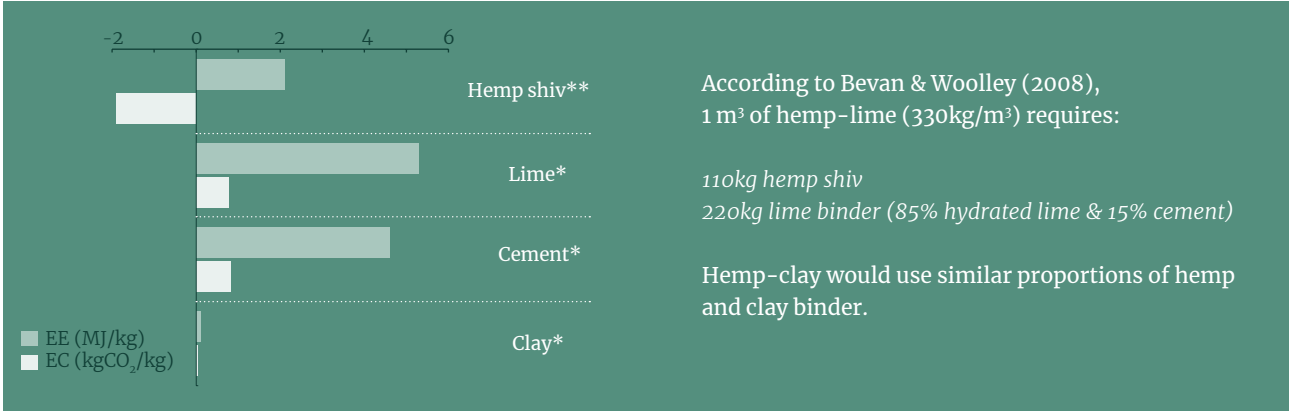 -2 0 2 4 6
Hemp shiv**
Lime*
Cement*
Clay*
EE (MJ/kg)
EC (kgCO₂/kg)
According to Bevan & Woolley (2008),
1 m³ of hemp-lime (330kg/m³) requires:
110kg hemp shiv
220kg lime binder (85% hydrated lime & 15% cement)
Hemp-clay would use similar proportions of hemp
and clay binder.